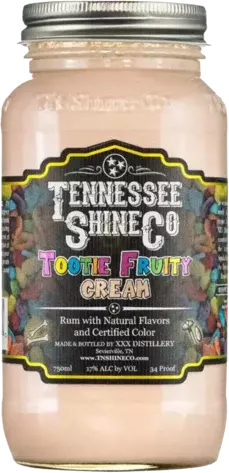 TENNESSEE
SHINE CO
TOOTIE FRUITY
CREAM
Rum with Natural Flavors
and Certified Color
MADE & BOTTLED BY XXX DISTILLERY
Sevierville, TN
www.TNSHINECO.com
750ml 17% ALC by VOL 34 Proof